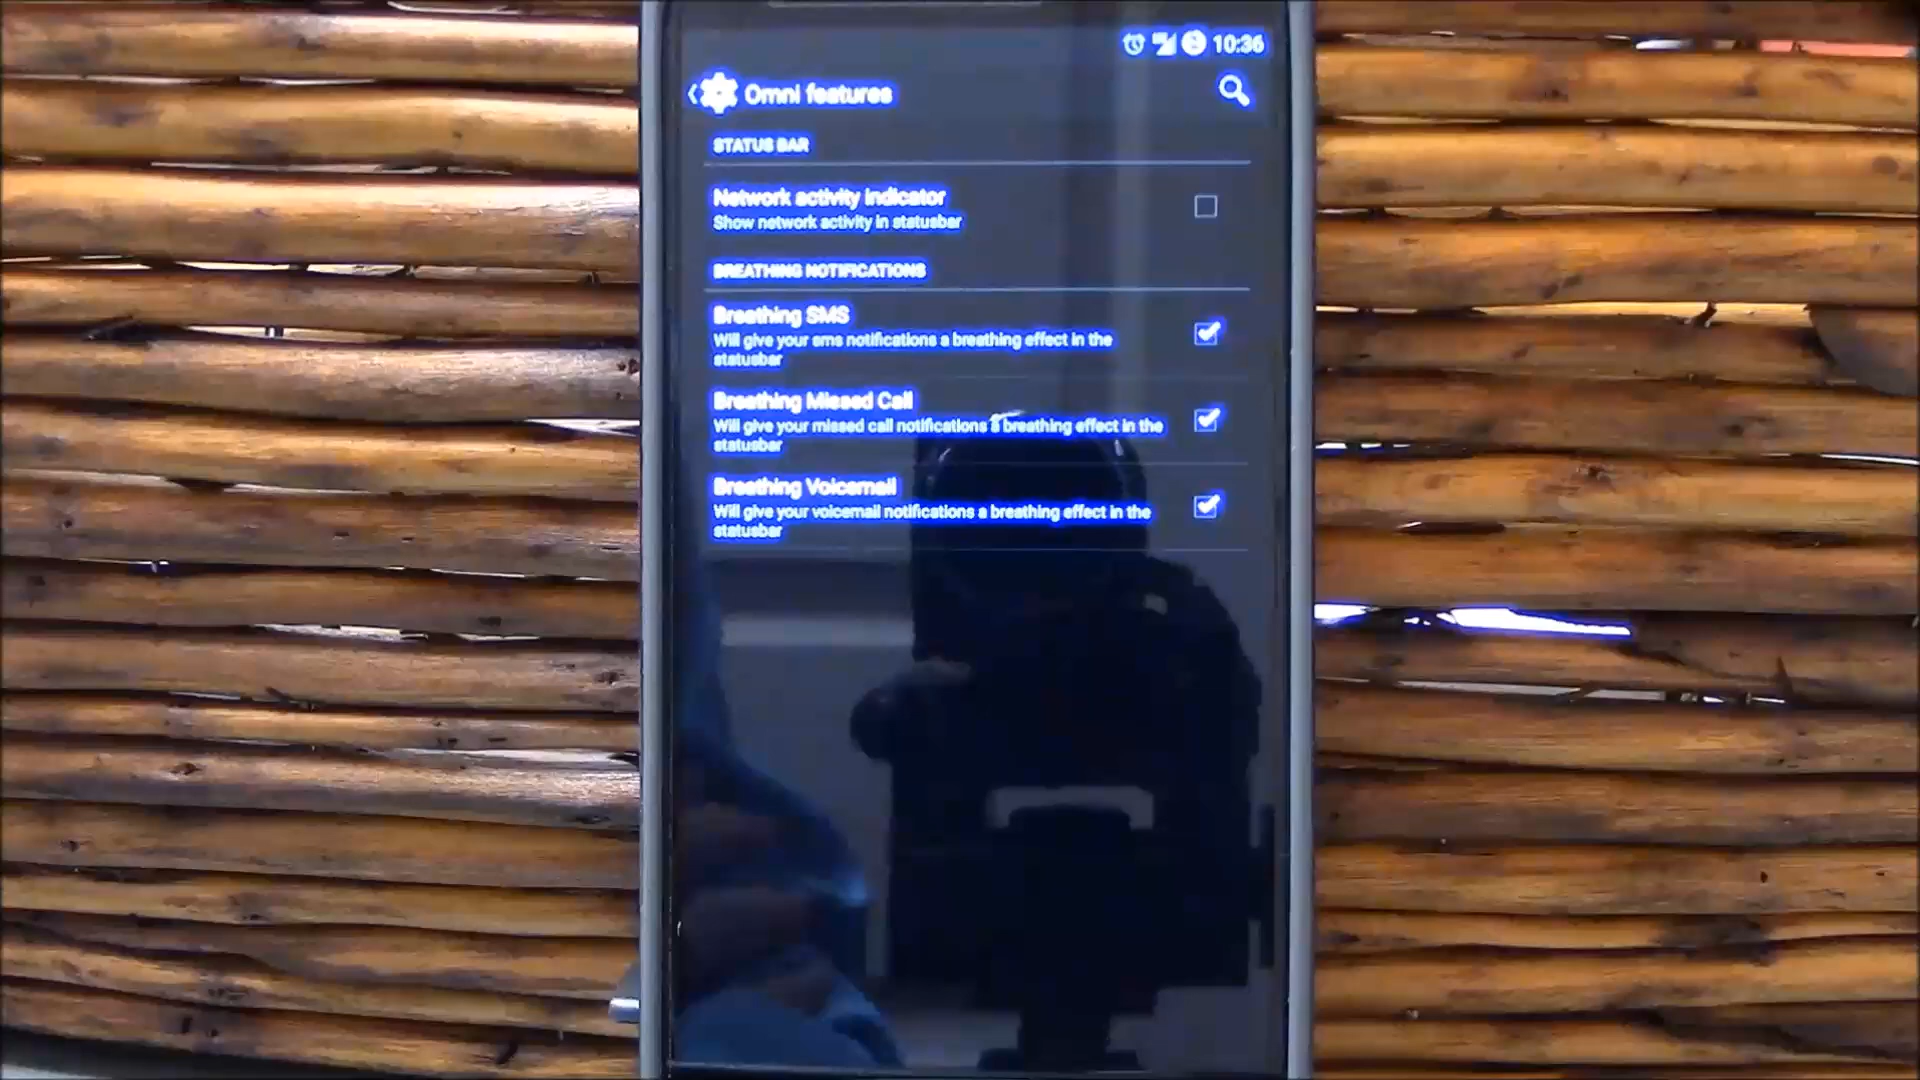 10:36
Omni features
STATUS BAR
Network activity indicator
Show network activity in statusbar
BREATHING NOTIFICATIONS
Breathing SMS
Will give your sms notifications a breathing effect in the
statusbar
Breathing Missed Call
Will give your missed call notifications a breathing effect in the
statusbar
Breathing Voicemail
Will give your voicemail notifications a breathing effect in the
statusbar